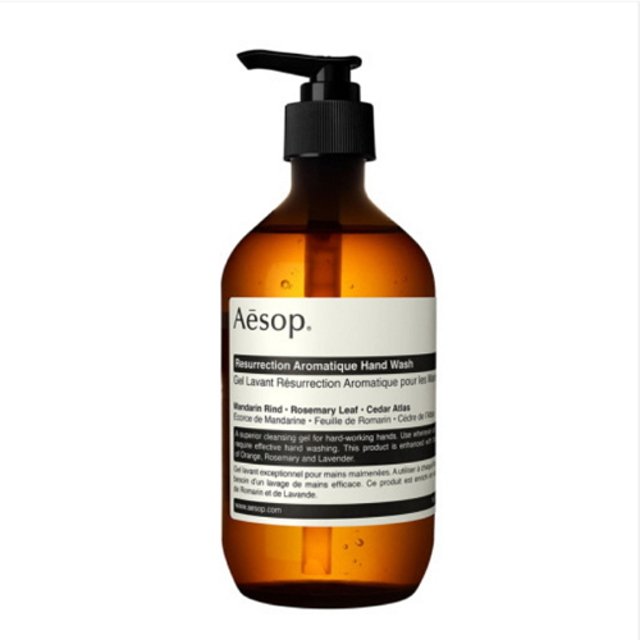 Aēsop.®
Resurrection Aromatique Hand Wash
Gel Lavant Résurrection Aromatique pour les
Mandarin Rind • Rosemary Leaf • Cedar Atlas
Écorce de Mandarine • Feuille de Romarin • Cèdre de
A superior cleansing gel for hard-working hands. Use
require effective hand washing. This product is enhanced with
of Orange, Rosemary and Lavender.
Gel lavant exceptionnel pour mains malmenées. A utiliser à
besoin d'un lavage de mains efficace. Ce produit est enrichi
de Romarin et de Lavande.
www.aesop.com